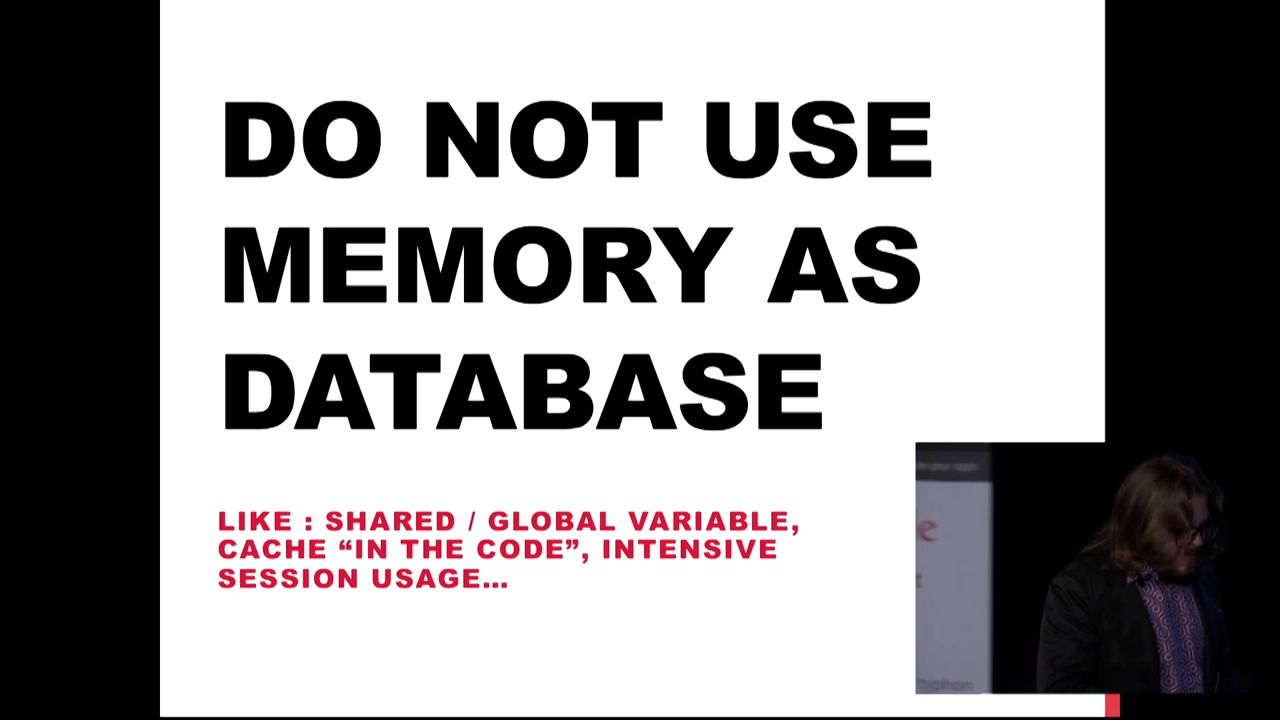 DO NOT USE
MEMORY AS
DATABASE
LIKE : SHARED / GLOBAL VARIABLE,
CACHE “IN THE CODE”, INTENSIVE
SESSION USAGE…